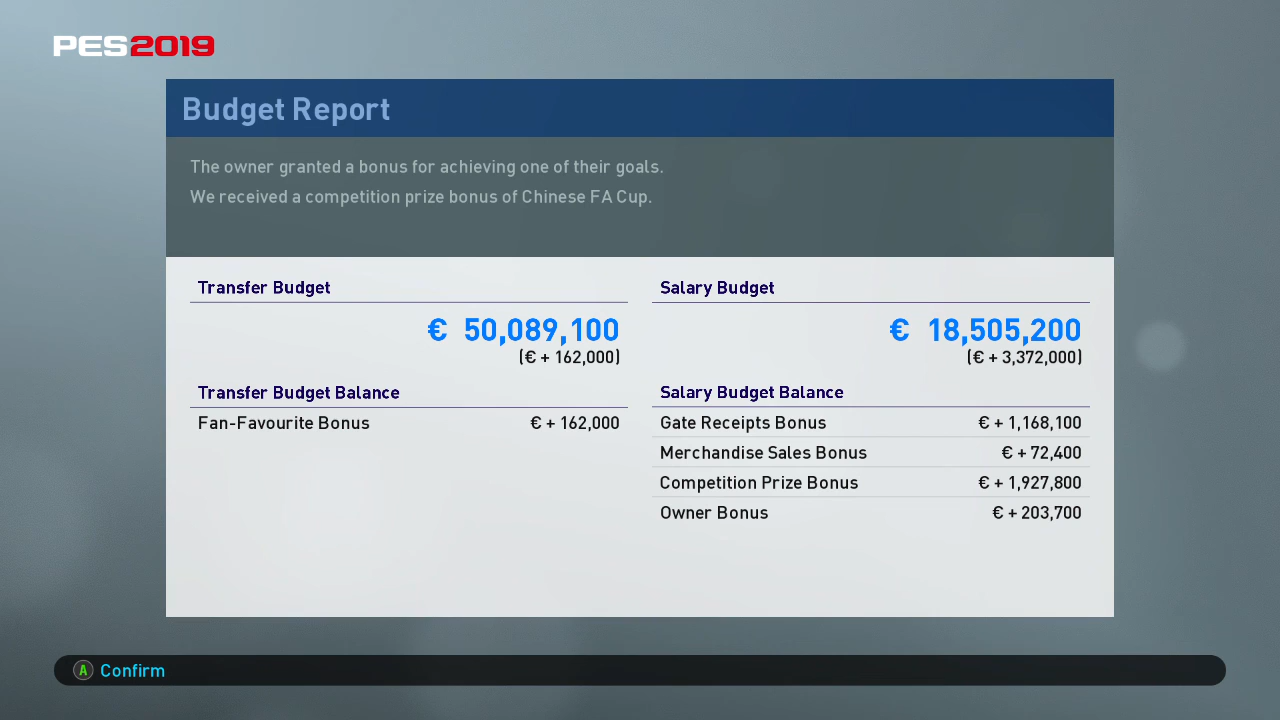 PES2019
Budget Report
The owner granted a bonus for achieving one of their goals.
We received a competition prize bonus of Chinese FA Cup.
Transfer Budget
€ 50,089,100
(€ + 162,000)
Transfer Budget Balance
Fan-Favourite Bonus € + 162,000
Salary Budget
€ 18,505,200
(€ + 3,372,000)
Salary Budget Balance
Gate Receipts Bonus € + 1,168,100
Merchandise Sales Bonus € + 72,400
Competition Prize Bonus € + 1,927,800
Owner Bonus € + 203,700
A Confirm